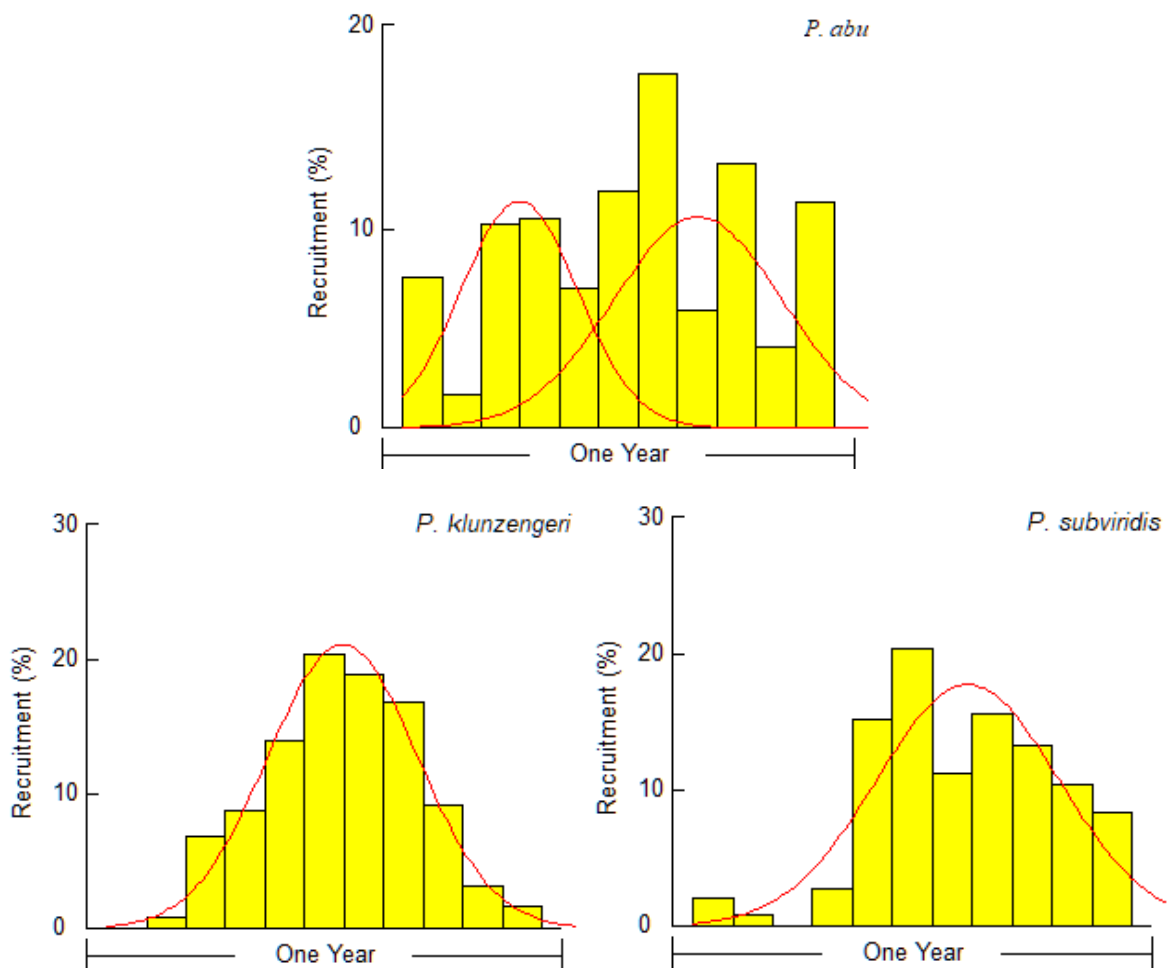 P. abu
20
10
0
Recruitment (%)
One Year
P. klunzengeri
30
20
10
0
Recruitment (%)
One Year
P. subviridis
30
20
10
0
Recruitment (%)
One Year